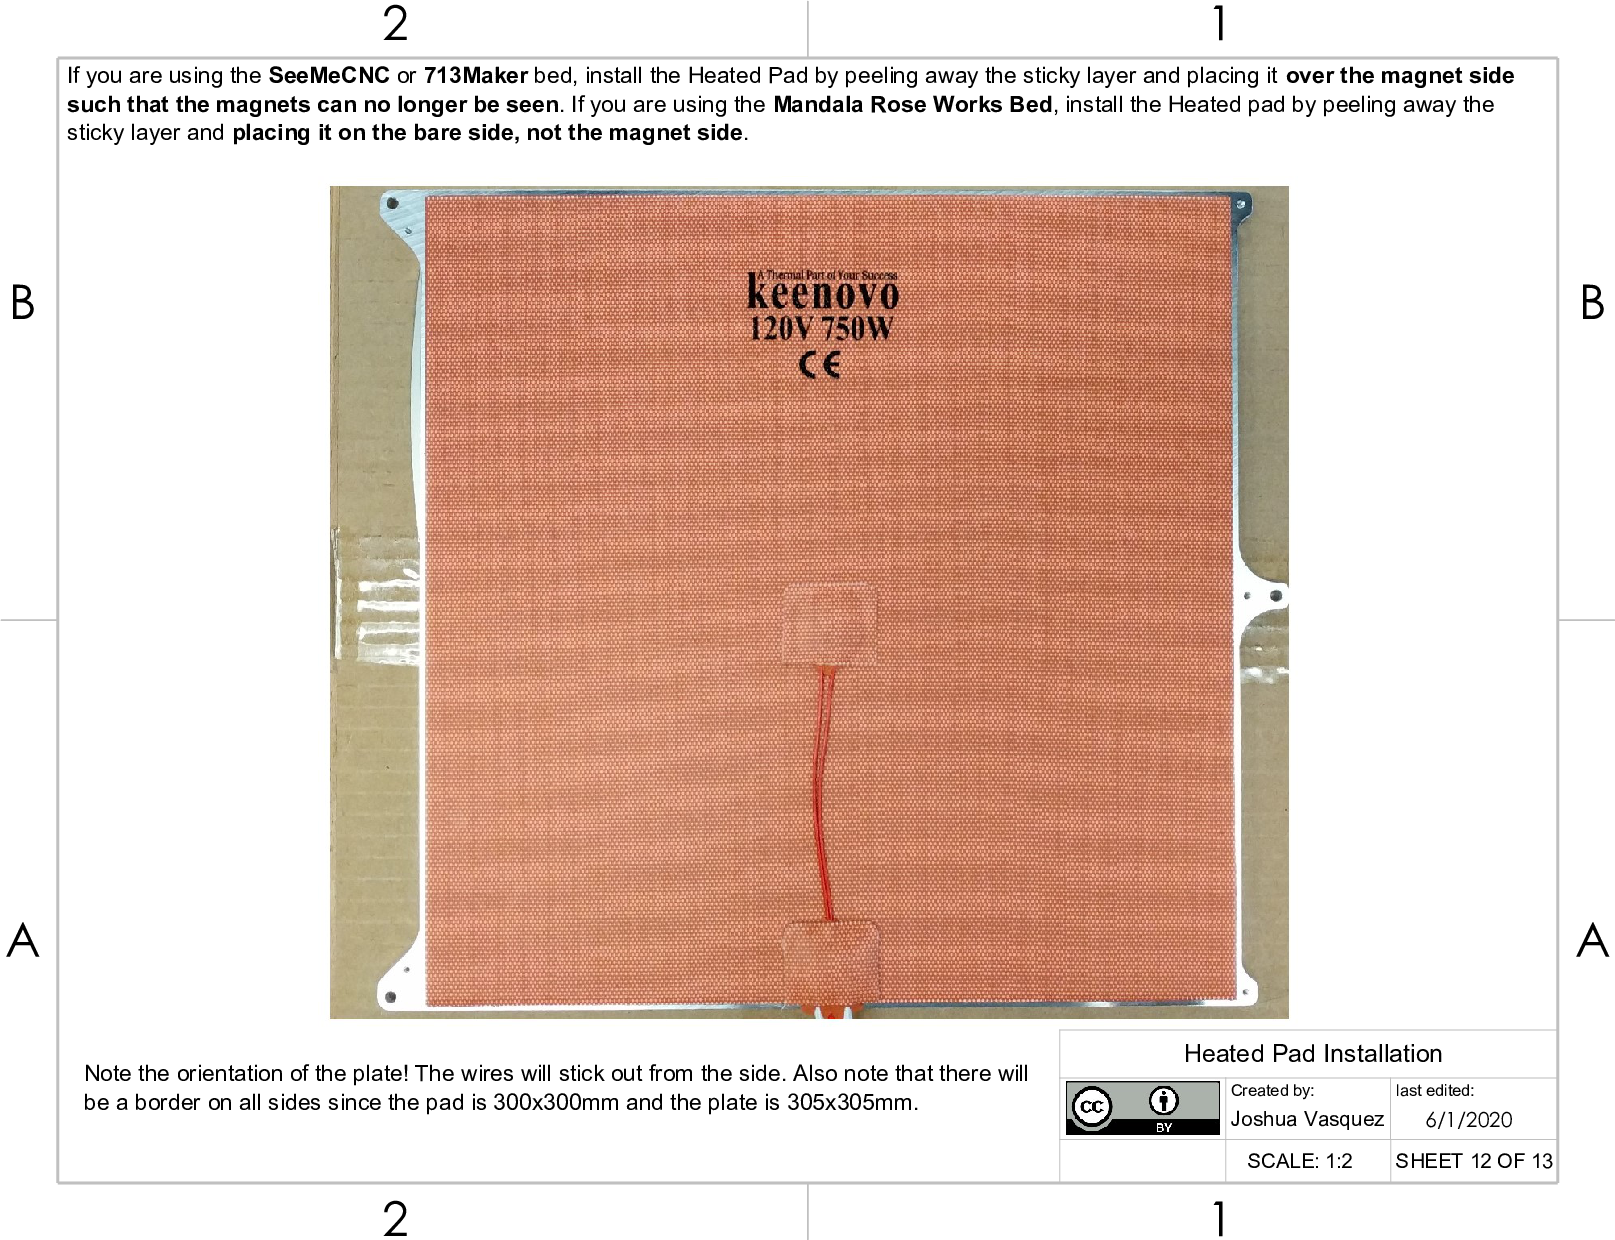 2 1
If you are using the SeeMeCNC or 713Maker bed, install the Heated Pad by peeling away the sticky layer and placing it over the magnet side
such that the magnets can no longer be seen. If you are using the Mandala Rose Works Bed, install the Heated pad by peeling away the
sticky layer and placing it on the bare side, not the magnet side.
B B
A Thermal Part of Your Success
keenovo
120V 750W
CE
A A
Note the orientation of the plate! The wires will stick out from the side. Also note that there will
be a border on all sides since the pad is 300x300mm and the plate is 305x305mm.
Heated Pad Installation
cc BY
Created by:
Joshua Vasquez
last edited:
6/1/2020
SCALE: 1:2
SHEET 12 OF 13
2 1